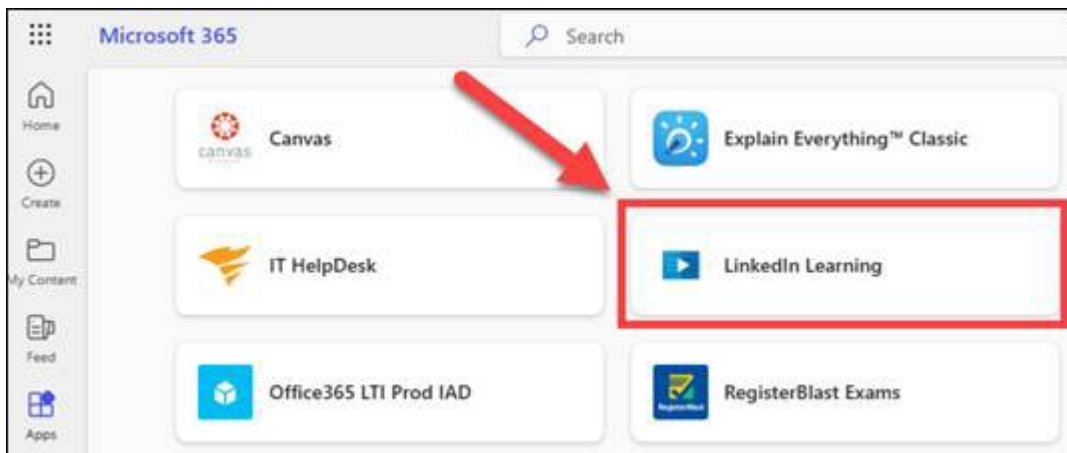 Microsoft 365
Search
Home
Create
My Content
Feed
Apps
canvas
Canvas
Explain Everything™ Classic
IT HelpDesk
LinkedIn Learning
Office365 LTI Prod IAD
RegisterBlast
RegisterBlast Exams